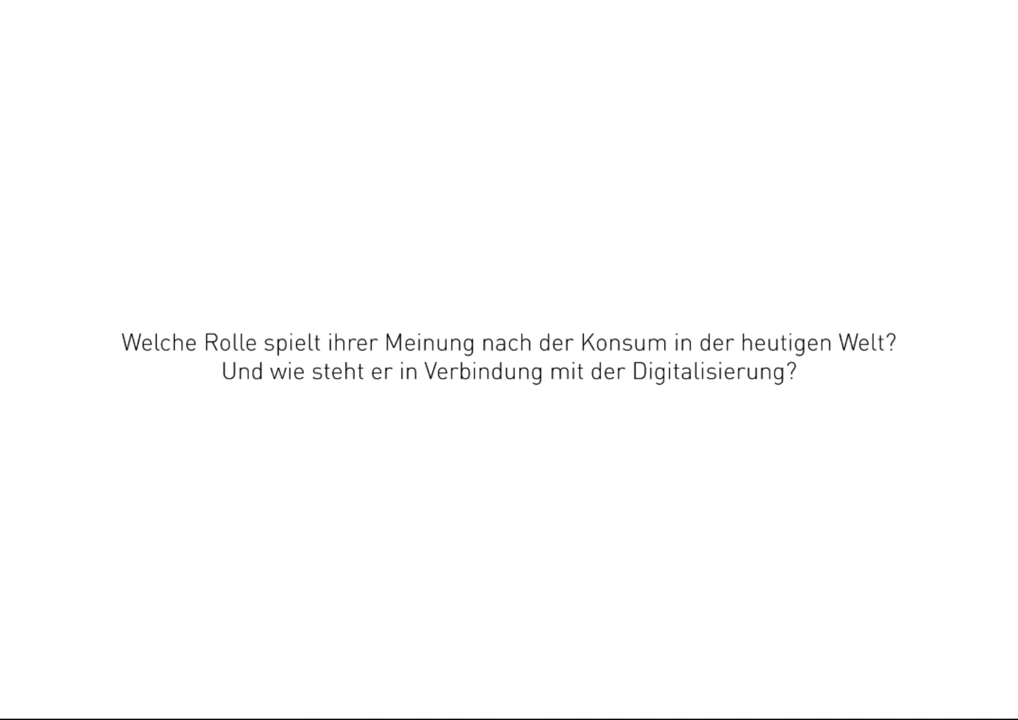 Welche Rolle spielt ihrer Meinung nach der Konsum in der heutigen Welt?
Und wie steht er in Verbindung mit der Digitalisierung?